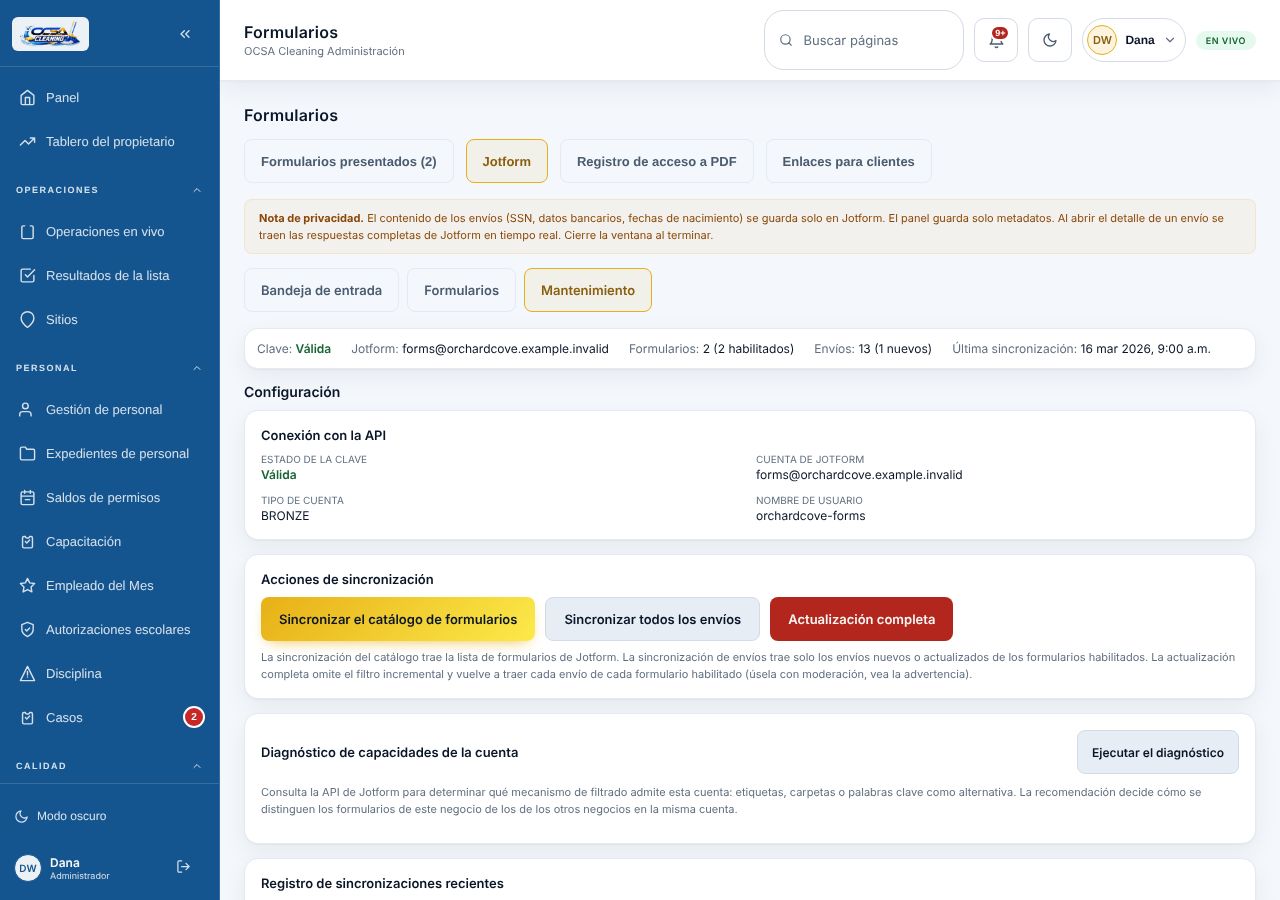 OCSA
CLEANING
Panel
Tablero del propietario
OPERACIONES
Operaciones en vivo
Resultados de la lista
Sitios
PERSONAL
Gestión de personal
Expedientes de personal
Saldos de permisos
Capacitación
Empleado del Mes
Autorizaciones escolares
Disciplina
Casos
2
CALIDAD
Modo oscuro
DW
Dana
Administrador
Formularios
OCSA Cleaning Administración
Buscar páginas
9+
DW
Dana
EN VIVO
Formularios
Formularios presentados (2)
Jotform
Registro de acceso a PDF
Enlaces para clientes
Nota de privacidad. El contenido de los envíos (SSN, datos bancarios, fechas de nacimiento) se guarda solo en Jotform. El panel guarda solo metadatos. Al abrir el detalle de un envío se
traen las respuestas completas de Jotform en tiempo real. Cierre la ventana al terminar.
Bandeja de entrada
Formularios
Mantenimiento
Clave: Válida
Jotform: forms@orchardcove.example.invalid
Formularios: 2 (2 habilitados)
Envíos: 13 (1 nuevos)
Última sincronización: 16 mar 2026, 9:00 a.m.
Configuración
Conexión con la API
ESTADO DE LA CLAVE
Válida
CUENTA DE JOTFORM
forms@orchardcove.example.invalid
TIPO DE CUENTA
BRONZE
NOMBRE DE USUARIO
orchardcove-forms
Acciones de sincronización
Sincronizar el catálogo de formularios
Sincronizar todos los envíos
Actualización completa
La sincronización del catálogo trae la lista de formularios de Jotform. La sincronización de envíos trae solo los envíos nuevos o actualizados de los formularios habilitados. La actualización
completa omite el filtro incremental y vuelve a traer cada envío de cada formulario habilitado (úsela con moderación, vea la advertencia).
Diagnóstico de capacidades de la cuenta
Ejecutar el diagnóstico
Consulta la API de Jotform para determinar qué mecanismo de filtrado admite esta cuenta: etiquetas, carpetas o palabras clave como alternativa. La recomendación decide cómo se
distinguen los formularios de este negocio de los de los otros negocios en la misma cuenta.
Registro de sincronizaciones recientes